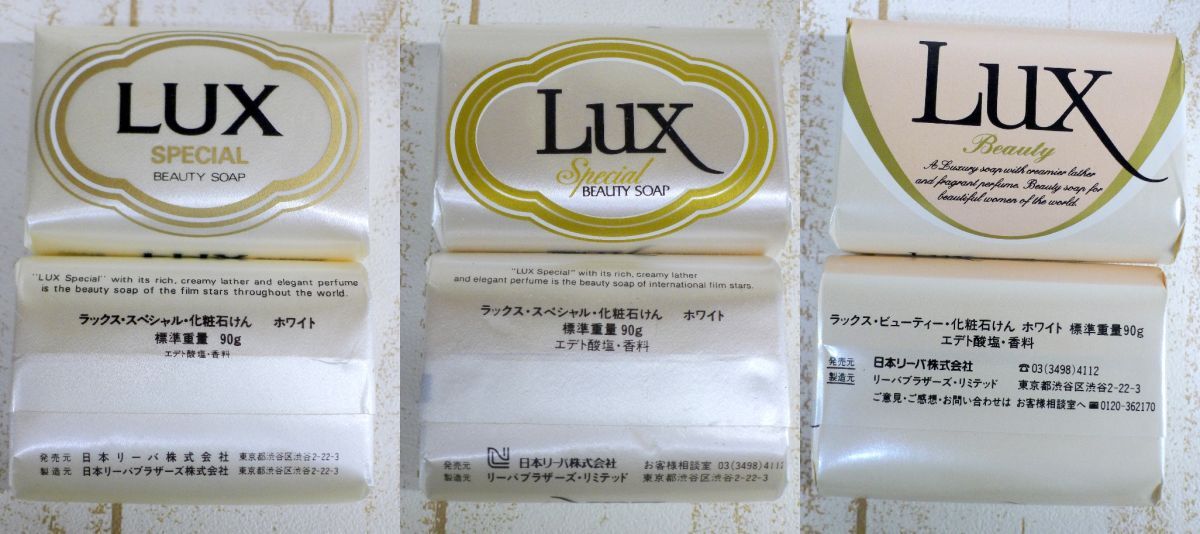 LUX
SPECIAL
BEAUTY SOAP
"LUX Special" with its rich, creamy lather and elegant perfume
is the beauty soap of the film stars throughout the world.
ラックス・スペシャル・化粧石けん ホワイト
標準重量 90g
エデト酸塩・香料
発売元 日本リーバ株式会社 東京都渋谷区渋谷2-22-3
製造元 日本リーバブラザーズ株式会社 東京都渋谷区渋谷2-22-3
Lux
Special
BEAUTY SOAP
"LUX Special" with its rich, creamy lather
and elegant perfume is the beauty soap of international film stars.
ラックス・スペシャル・化粧石けん ホワイト
標準重量90g
エデト酸塩・香料
発売元 日本リーバ株式会社 お客様相談室 03(3498)4112
製造元 リーバブラザーズ・リミテッド 東京都渋谷区渋谷2-22-3
Lux
Beauty
A Luxury soap with creamier lather
and fragrant perfume. Beauty soap for
beautiful women of the world.
ラックス・ビューティー・化粧石けん ホワイト 標準重量90g
エデト酸塩・香料
発売元 日本リーバ株式会社 ☎03(3498)4112
製造元 リーバブラザーズ・リミテッド 東京都渋谷区渋谷2-22-3
ご意見・ご感想・お問い合わせは お客様相談室へ 0120-362170